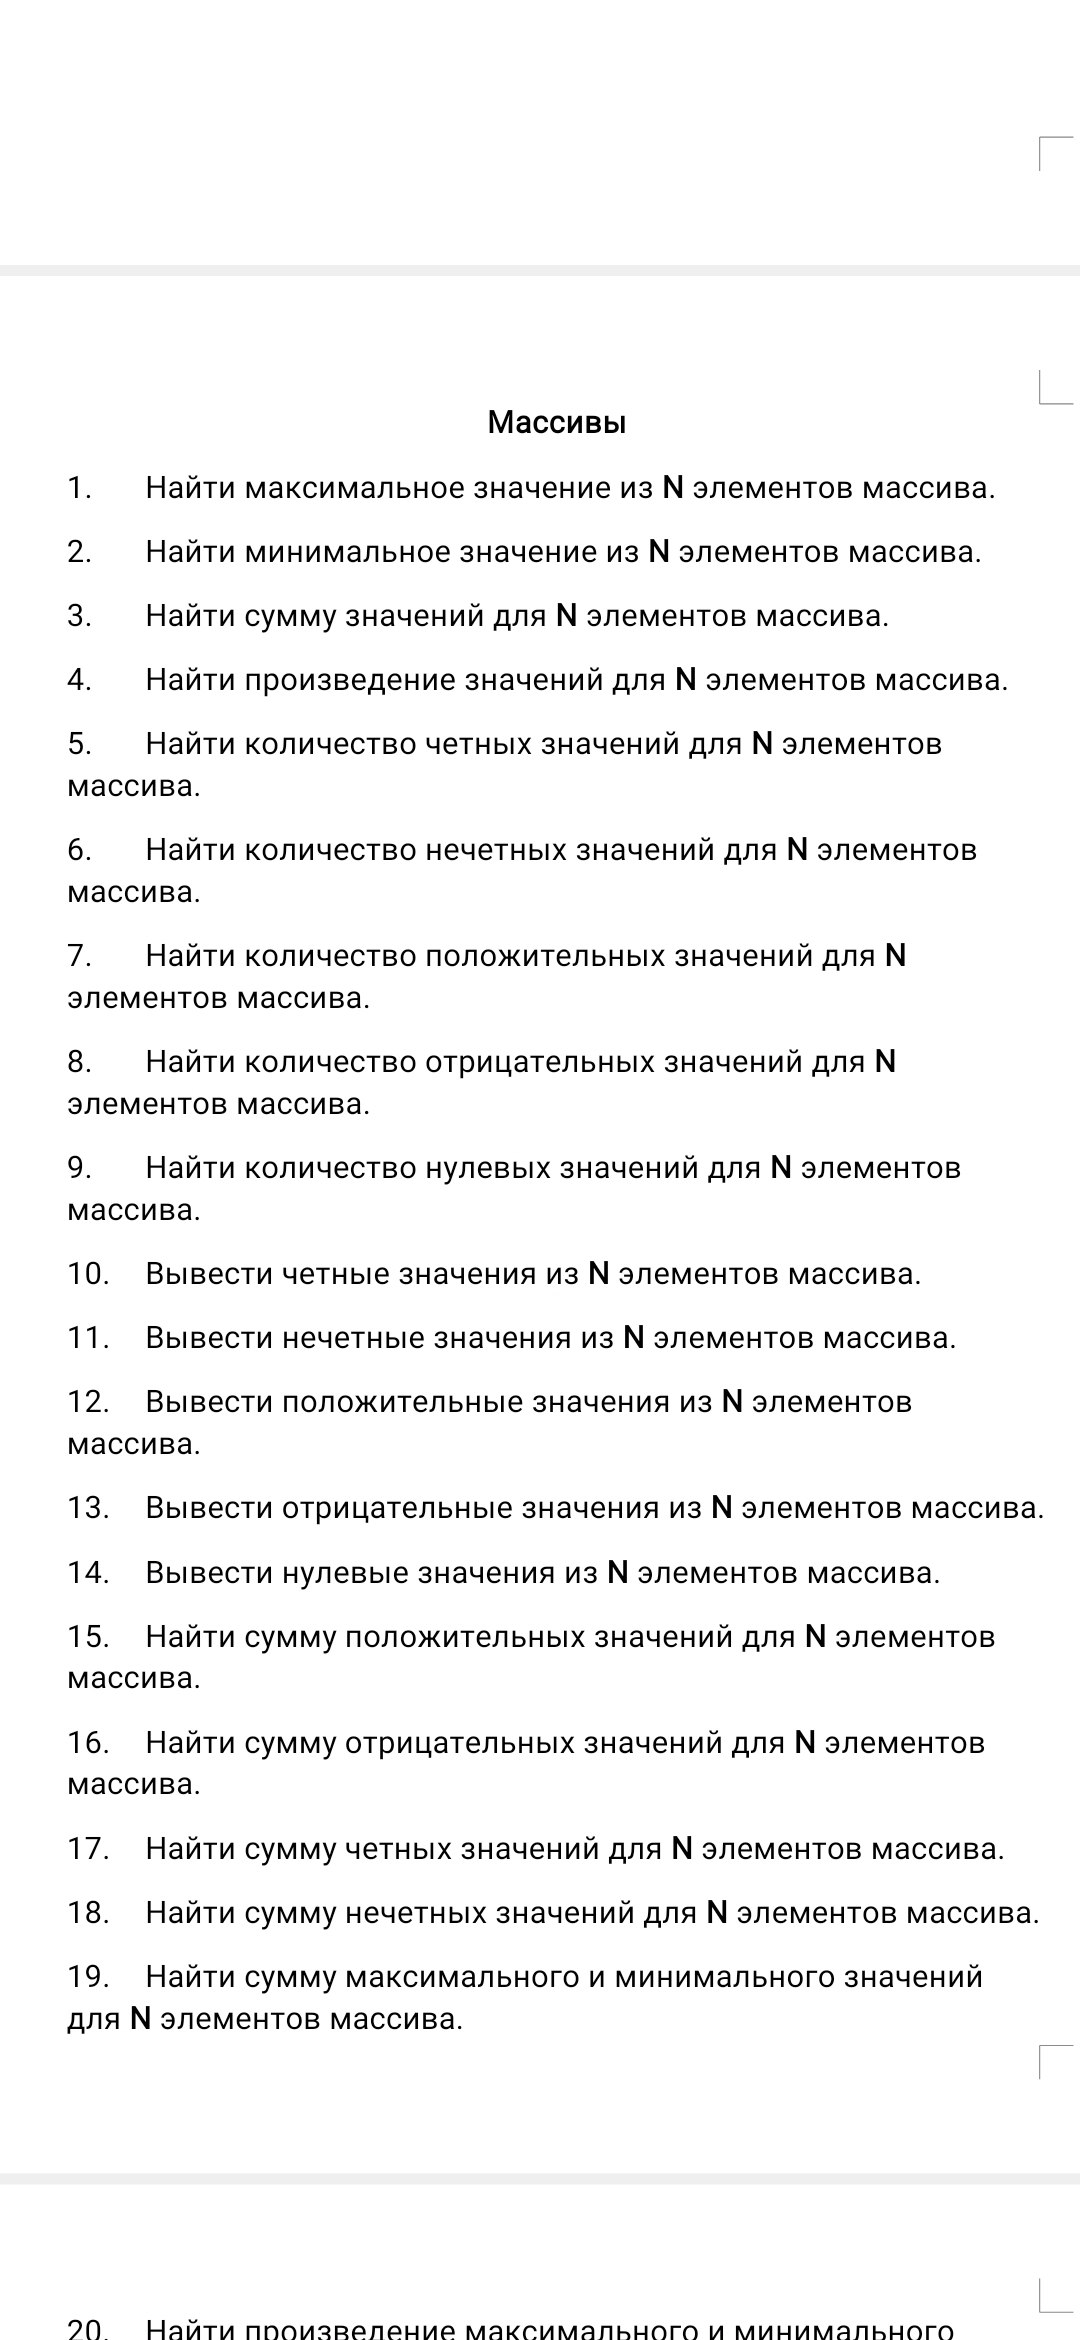 Массивы
1. Найти максимальное значение из N элементов массива.
2. Найти минимальное значение из N элементов массива.
3. Найти сумму значений для N элементов массива.
4. Найти произведение значений для N элементов массива.
5. Найти количество четных значений для N элементов
массива.
6. Найти количество нечетных значений для N элементов
массива.
7. Найти количество положительных значений для N
элементов массива.
8. Найти количество отрицательных значений для N
элементов массива.
9. Найти количество нулевых значений для N элементов
массива.
10. Вывести четные значения из N элементов массива.
11. Вывести нечетные значения из N элементов массива.
12. Вывести положительные значения из N элементов
массива.
13. Вывести отрицательные значения из N элементов массива.
14. Вывести нулевые значения из N элементов массива.
15. Найти сумму положительных значений для N элементов
массива.
16. Найти сумму отрицательных значений для N элементов
массива.
17. Найти сумму четных значений для N элементов массива.
18. Найти сумму нечетных значений для N элементов массива.
19. Найти сумму максимального и минимального значений
для N элементов массива.
20. Найти произведение максимального и минимального